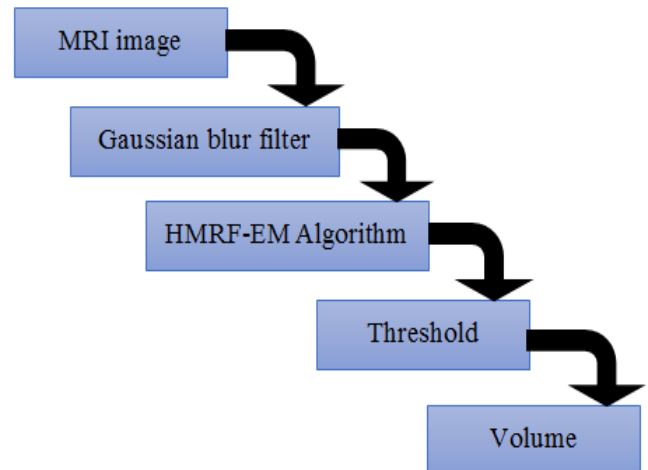 MRI image
Gaussian blur filter
HMRF-EM Algorithm
Threshold
Volume